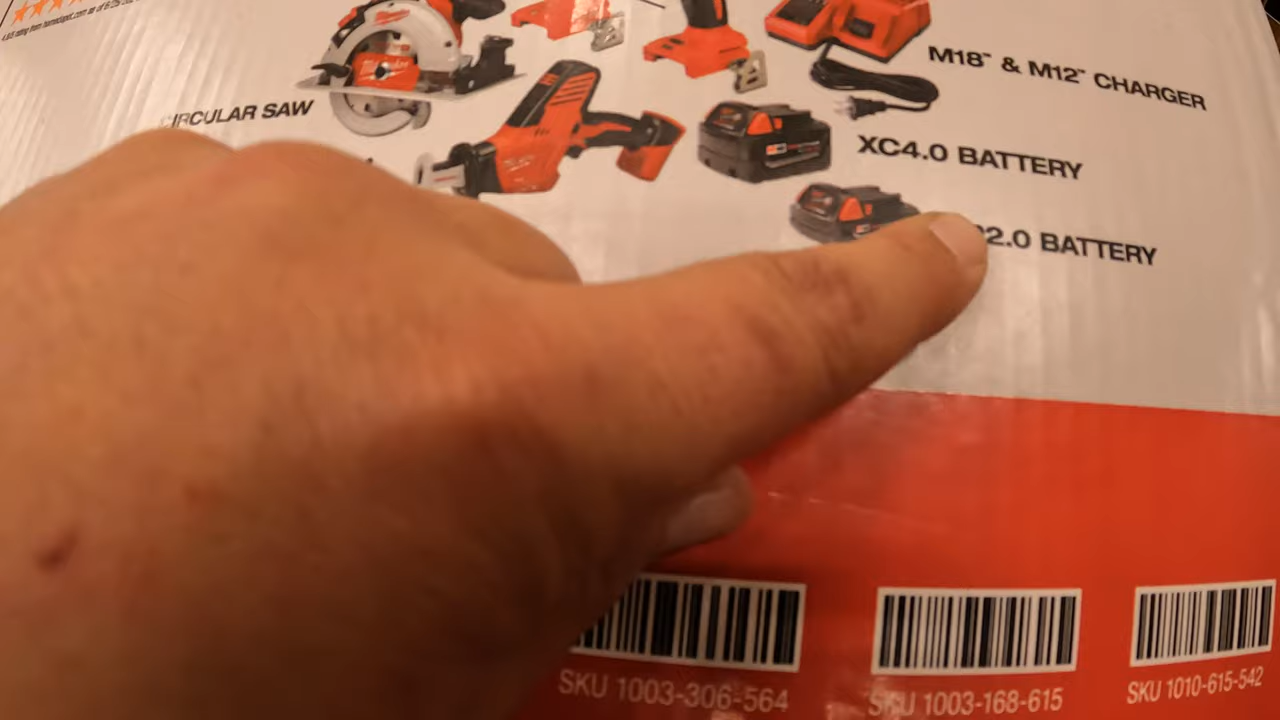 M18™ & M12™ CHARGER
CIRCULAR SAW
XC4.0 BATTERY
2.0 BATTERY
SKU 1003-306-564
SKU 1003-168-615
SKU 1010-615-542